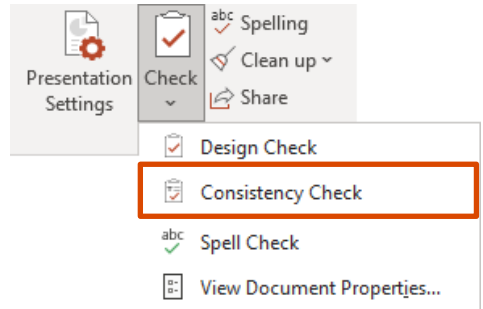 Presentation
Settings
Check
abc Spelling
Clean up
Share
Design Check
Consistency Check
abc Spell Check
View Document Properties...